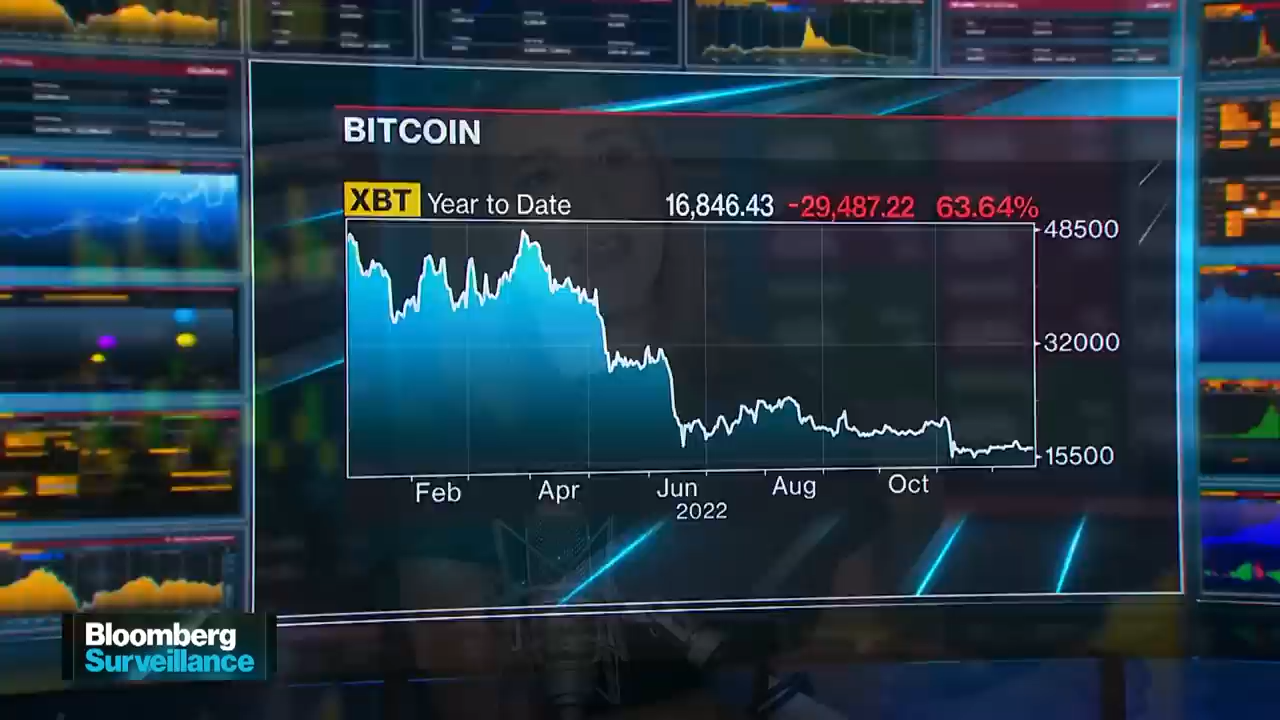 BITCOIN
XBT Year to Date 16,846.43 -29,487.22 63.64%
48500
32000
15500
Feb Apr Jun Aug Oct
2022
Bloomberg
Surveillance